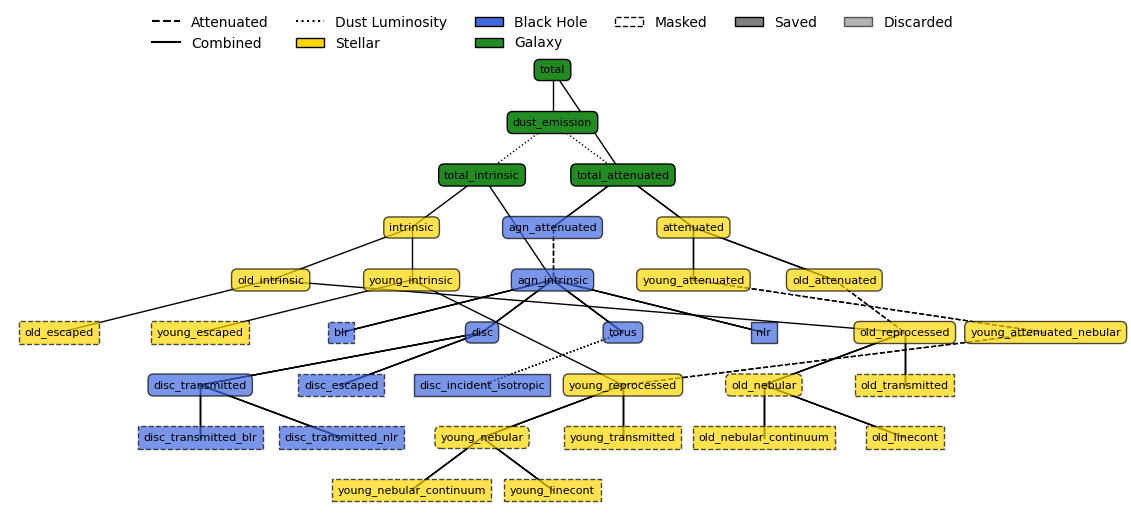 Attenuated Dust Luminosity Black Hole Masked Saved Discarded
Combined Stellar Galaxy
total
dust_emission
total_intrinsic total_attenuated
intrinsic agn_attenuated attenuated
old_intrinsic young_intrinsic agn_intrinsic young_attenuated old_attenuated
old_escaped young_escaped blr disc torus nlr old_reprocessed young_attenuated_nebular
disc_transmitted disc_escaped disc_incident_isotropic young_reprocessed old_nebular old_transmitted
disc_transmitted_blr disc_transmitted_nlr young_nebular young_transmitted old_nebular_continuum old_linecont
young_nebular_continuum young_linecont